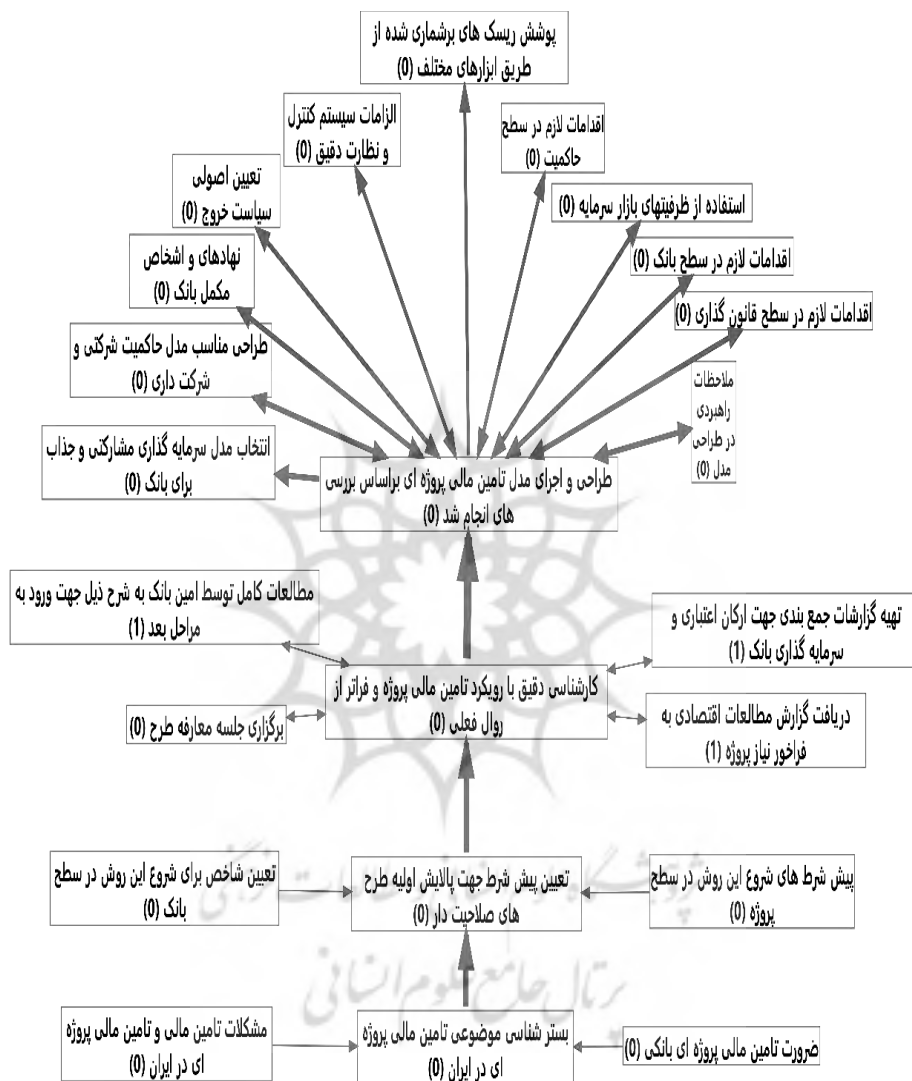 پوشش ریسک های برشماری شده از
طریق ابزارهای مختلف (0)
الزامات سیستم کنترل
و نظارت دقیق (0)
اقدامات لازم در سطح
حاکمیت (0)
تعیین اصولی
سیاست خروج (0)
استفاده از ظرفیتهای بازار سرمایه (0)
نهادهای و اشخاص
مکمل بانک (0)
اقدامات لازم در سطح بانک (0)
اقدامات لازم در سطح قانون گذاری (0)
طراحی مناسب مدل حاکمیت شرکتی و
شرکت داری (0)
ملاحظات
راهبردی
در طراحی
مدل (0)
انتخاب مدل سرمایه گذاری مشارکتی و جذاب
برای بانک (0)
طراحی و اجرای مدل تامین مالی پروژه ای براساس بررسی
های انجام شد (0)
مطالعات کامل توسط امین بانک به شرح ذیل جهت ورود به
مراحل بعد (1)
تهیه گزارشات جمع بندی جهت ارکان اعتباری و
سرمایه گذاری بانک (1)
کارشناسی دقیق با رویکرد تامین مالی پروژه و فراتر از
روال فعلی (0)
برگزاری جلسه معارفه طرح (0)
دریافت گزارش مطالعات اقتصادی به
فراخور نیاز پروژه (1)
پیش شرط های شروع این روش در سطح
پروژه (0)
تعیین پیش شرط جهت پالایش اولیه طرح
های صلاحیت دار (0)
تعیین شاخص برای شروع این روش در سطح
بانک (0)
پژوهشگاه علوم انسانی و مطالعات فرهنگی
پرتال جامع علوم انسانی
ضرورت تامین مالی پروژه ای بانکی (0)
بستر شناسی موضوعی تامین مالی پروژه
ای در ایران (0)
مشکلات تامین مالی و تامین مالی پروژه
ای در ایران (0)